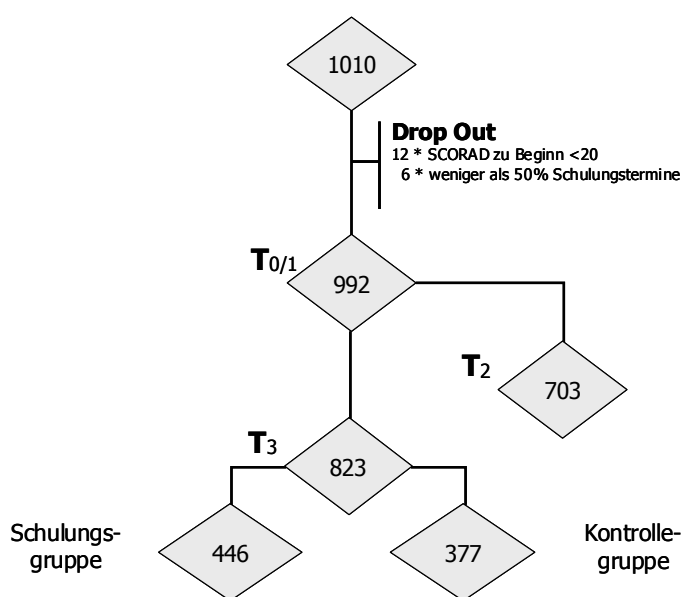 1010
Drop Out
12 * SCORAD zu Beginn <20
6 * weniger als 50% Schulungstermine
T0/1
992
T2
703
T3
823
Schulungs-
gruppe
446
377
Kontrolle-
gruppe